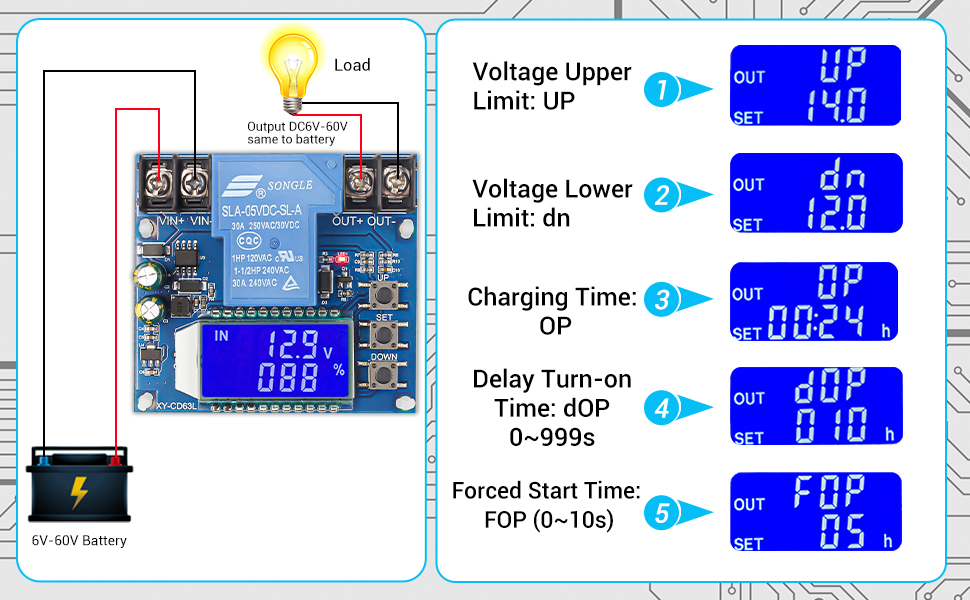 Load
Output DC6V-60V
same to battery
SONGLE
®
SLA-05VDC-SL-A
30A 250VAC/30VDC
CQC
1HP 120VAC c RU US
1-1/2HP 240VAC
30A 240VAC
VIN+ VIN-
OUT+ OUT-
UP
SET
DOWN
IN
12.9 V
088 %
XY-CD63L
6V-60V Battery
Voltage Upper
Limit: UP
1
OUT UP
SET 14.0
Voltage Lower
Limit: dn
2
OUT dn
SET 12.0
Charging Time:
OP
3
OUT OP
SET 00:24 h
Delay Turn-on
Time: dOP
0~999s
4
OUT dOP
SET 010 h
Forced Start Time:
FOP (0~10s)
5
OUT FOP
SET 05 h